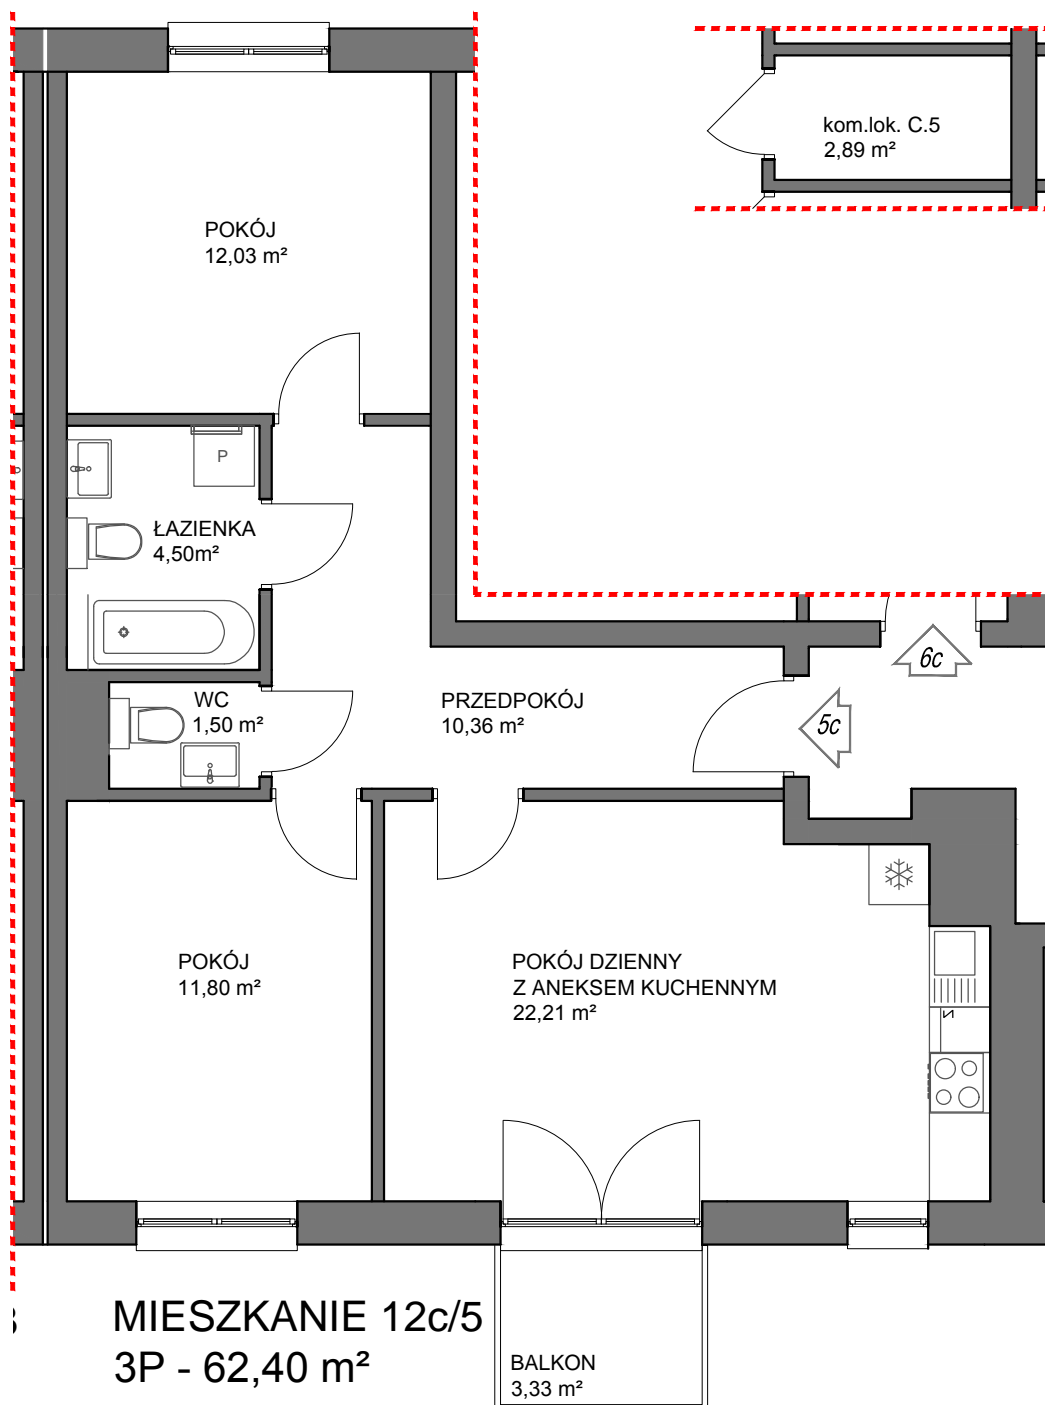 kom.lok. C.5
2,89 m²
POKÓJ
12,03 m²
P
ŁAZIENKA
4,50m²
6c
WC
1,50 m²
PRZEDPOKÓJ
10,36 m²
5c
POKÓJ
11,80 m²
POKÓJ DZIENNY
Z ANEKSEM KUCHENNYM
22,21 m²
MIESZKANIE 12c/5
3P - 62,40 m²
BALKON
3,33 m²